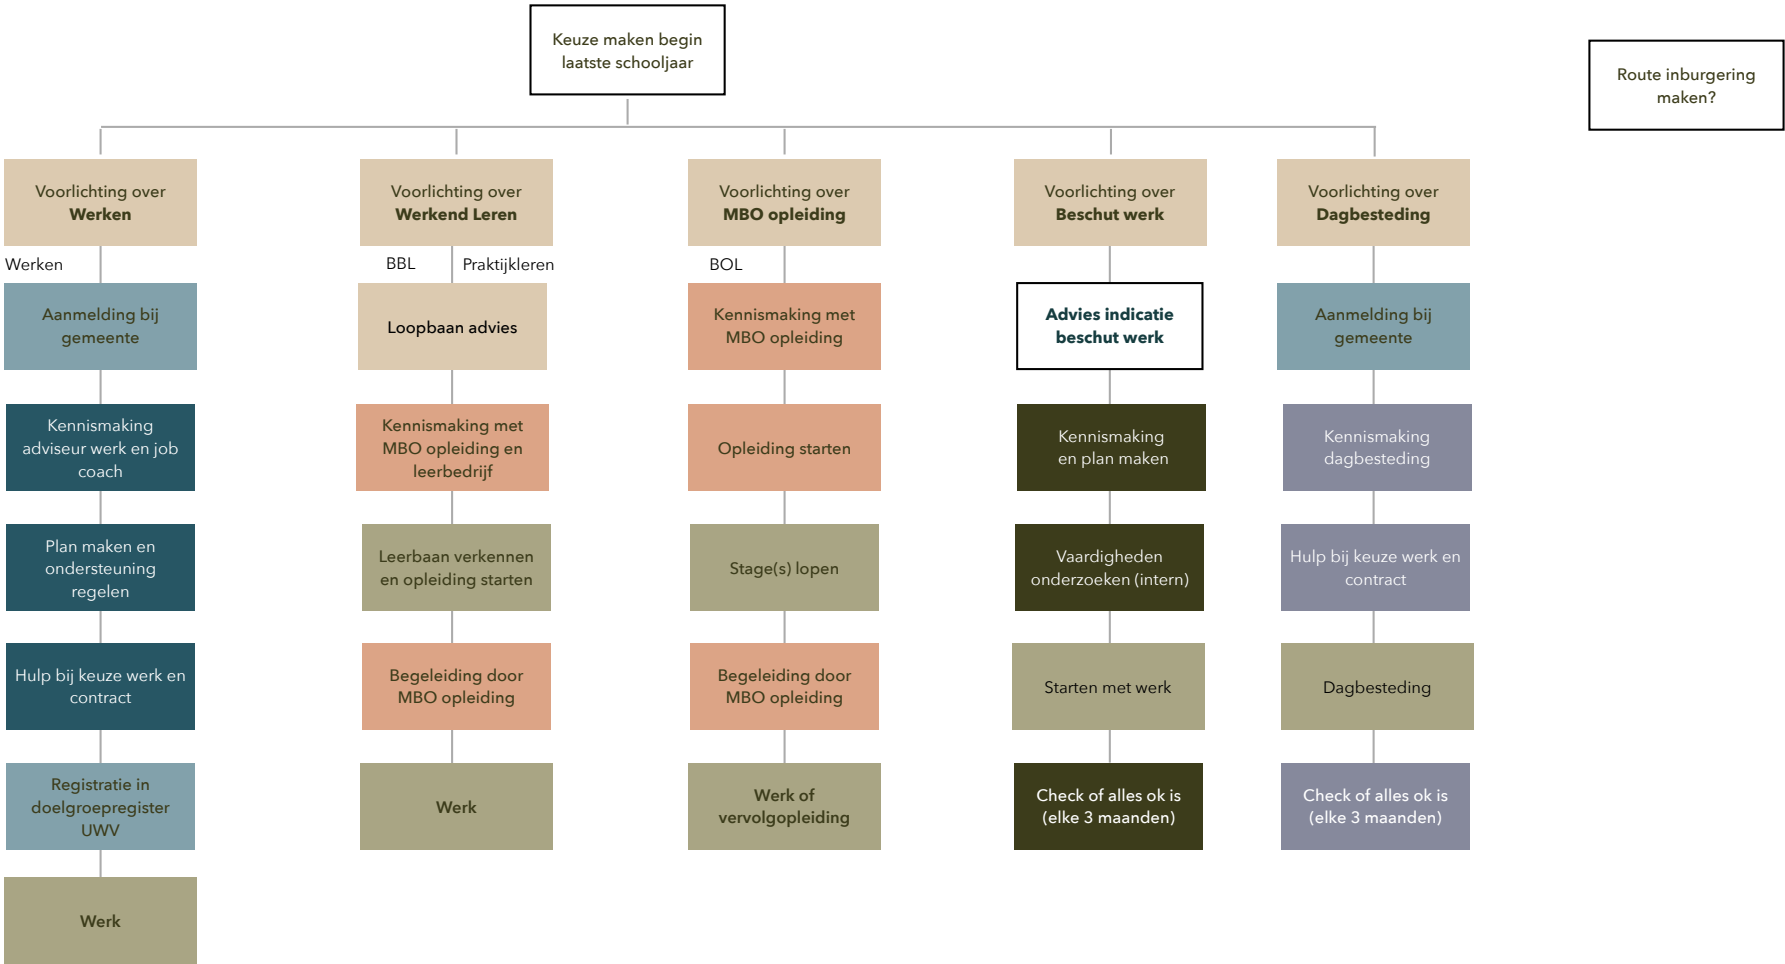 Keuze maken begin
laatste schooljaar
Route inburgering
maken?
Voorlichting over
Werken
Werken
Aanmelding bij
gemeente
Kennismaking
adviseur werk en job
coach
Plan maken en
ondersteuning
regelen
Hulp bij keuze werk en
contract
Registratie in
doelgroepregister
UWV
Werk
Voorlichting over
Werkend Leren
BBL
Praktijkleren
Loopbaan advies
Kennismaking met
MBO opleiding en
leerbedrijf
Leerbaan verkennen
en opleiding starten
Begeleiding door
MBO opleiding
Werk
Voorlichting over
MBO opleiding
BOL
Kennismaking met
MBO opleiding
Opleiding starten
Stage(s) lopen
Begeleiding door
MBO opleiding
Werk of
vervolgopleiding
Voorlichting over
Beschut werk
Advies indicatie
beschut werk
Kennismaking
en plan maken
Vaardigheden
onderzoeken (intern)
Starten met werk
Check of alles ok is
(elke 3 maanden)
Voorlichting over
Dagbesteding
Aanmelding bij
gemeente
Kennismaking
dagbesteding
Hulp bij keuze werk en
contract
Dagbesteding
Check of alles ok is
(elke 3 maanden)